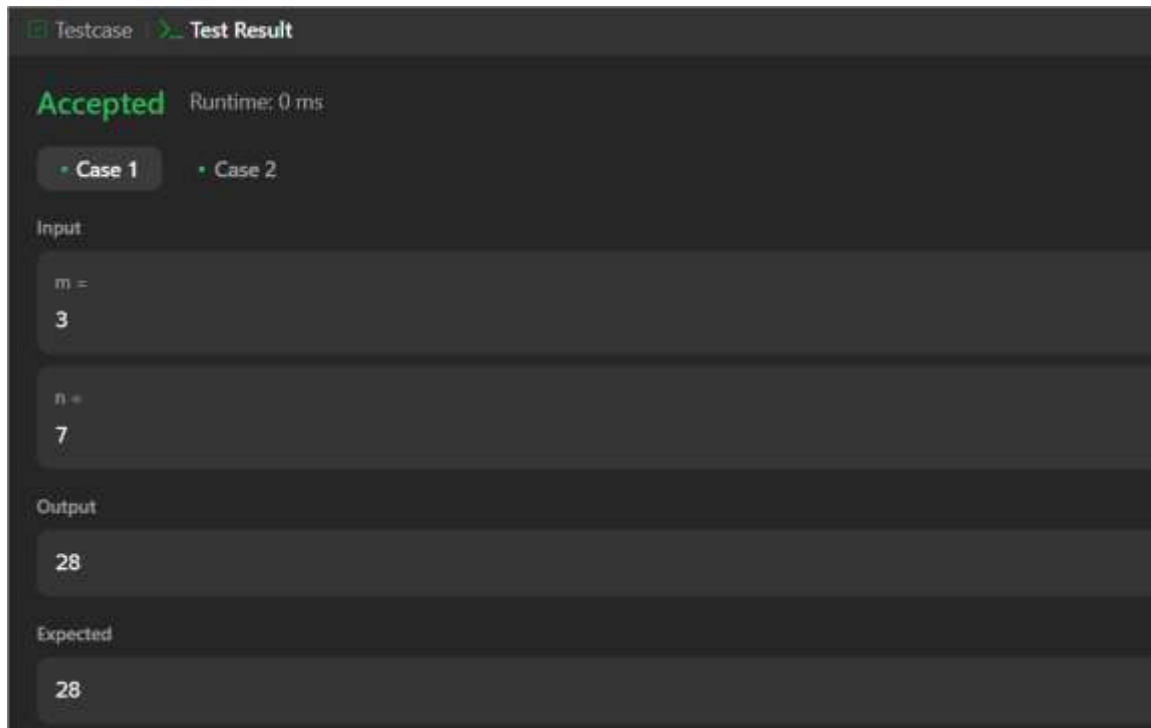 Testcase | >_ Test Result
Accepted Runtime: 0 ms
• Case 1 • Case 2
Input
m =
3
n =
7
Output
28
Expected
28